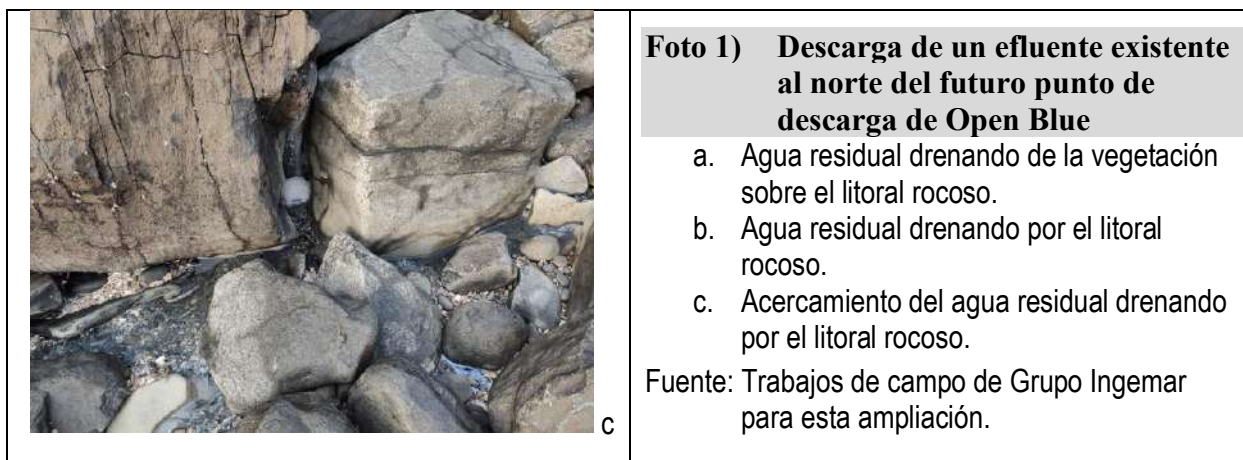 c
Foto 1) Descarga de un efluente existente
al norte del futuro punto de
descarga de Open Blue
a. Agua residual drenando de la vegetación
sobre el litoral rocoso.
b. Agua residual drenando por el litoral
rocoso.
c. Acercamiento del agua residual drenando
por el litoral rocoso.
Fuente: Trabajos de campo de Grupo Ingemar
para esta ampliación.